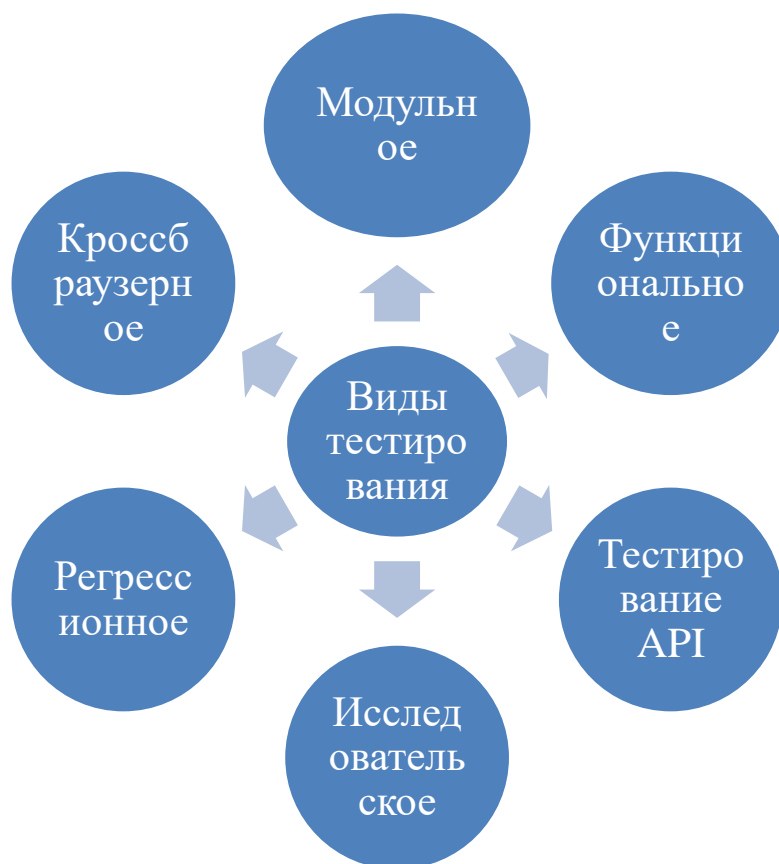 Модульн
ое
Кроссб
раузерн
ое
Функци
онально
е
Виды
тестиро
вания
Регресс
ионное
Тестиро
вание
API
Исслед
ователь
ское